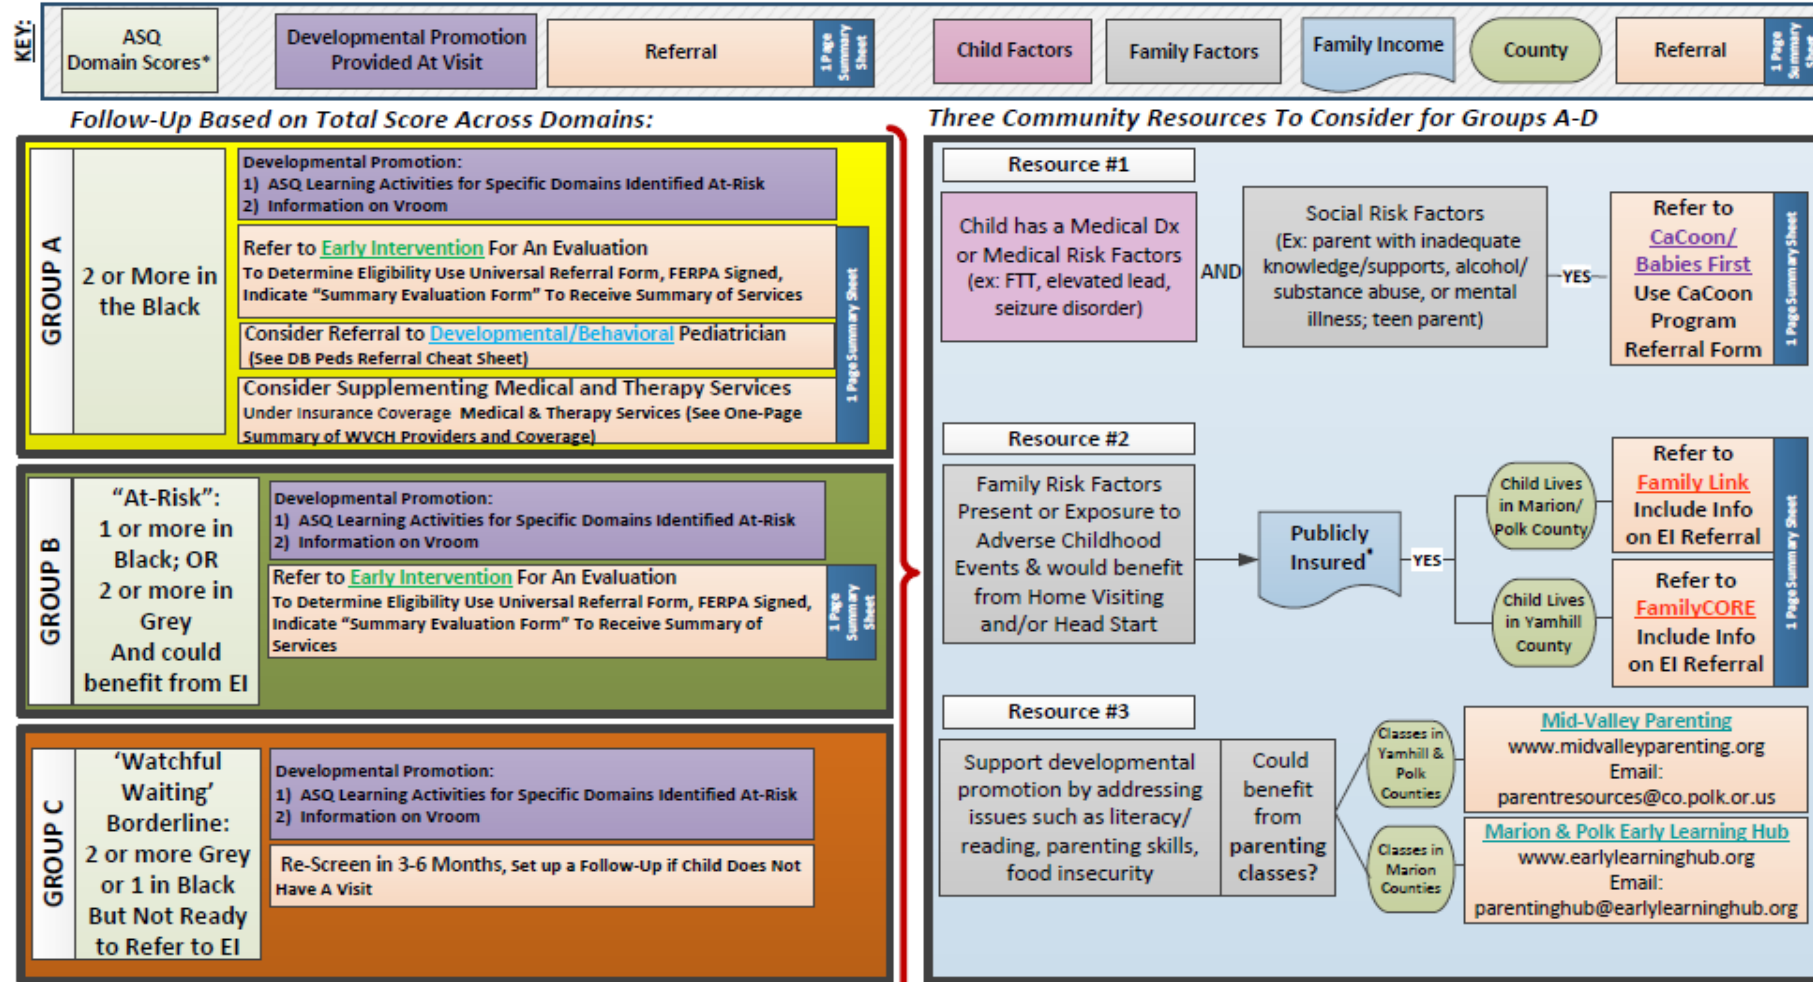 KEY:
ASQ
Domain Scores*
Developmental Promotion
Provided At Visit
Referral
1 Page
Summary
Sheet
Child Factors
Family Factors
Family Income
County
Referral
1 Page
Summary
Sheet
Follow-Up Based on Total Score Across Domains:
GROUP A
2 or More in
the Black
Developmental Promotion:
1) ASQ Learning Activities for Specific Domains Identified At-Risk
2) Information on Vroom
Refer to Early Intervention For An Evaluation
To Determine Eligibility Use Universal Referral Form, FERPA Signed,
Indicate “Summary Evaluation Form” To Receive Summary of Services
Consider Referral to Developmental/Behavioral Pediatrician
(See DB Peds Referral Cheat Sheet)
Consider Supplementing Medical and Therapy Services
Under Insurance Coverage Medical & Therapy Services (See One-Page
Summary of WVCH Providers and Coverage)
1 Page Summary Sheet
GROUP B
“At-Risk”:
1 or more in
Black; OR
2 or more in
Grey
And could
benefit from EI
Developmental Promotion:
1) ASQ Learning Activities for Specific Domains Identified At-Risk
2) Information on Vroom
Refer to Early Intervention For An Evaluation
To Determine Eligibility Use Universal Referral Form, FERPA Signed,
Indicate “Summary Evaluation Form” To Receive Summary of
Services
1 Page
Summary
Sheet
GROUP C
‘Watchful
Waiting’
Borderline:
2 or more Grey
or 1 in Black
But Not Ready
to Refer to EI
Developmental Promotion:
1) ASQ Learning Activities for Specific Domains Identified At-Risk
2) Information on Vroom
Re-Screen in 3-6 Months, Set up a Follow-Up if Child Does Not
Have A Visit
Three Community Resources To Consider for Groups A-D
Resource #1
Child has a Medical Dx
or Medical Risk Factors
(ex: FTT, elevated lead,
seizure disorder)
AND
Social Risk Factors
(Ex: parent with inadequate
knowledge/supports, alcohol/
substance abuse, or mental
illness; teen parent)
YES
Refer to
CaCoon/
Babies First
Use CaCoon
Program
Referral Form
1 Page Summary Sheet
Resource #2
Family Risk Factors
Present or Exposure to
Adverse Childhood
Events & would benefit
from Home Visiting
and/or Head Start
Publicly
Insured*
YES
Child Lives
in Marion/
Polk County
Refer to
Family Link
Include Info
on EI Referral
Child Lives
in Yamhill
County
Refer to
FamilyCORE
Include Info
on EI Referral
1 Page Summary Sheet
Resource #3
Support developmental
promotion by addressing
issues such as literacy/
reading, parenting skills,
food insecurity
Could
benefit
from
parenting
classes?
Classes in
Yamhill &
Polk
Counties
Mid-Valley Parenting
www.midvalleyparenting.org
Email:
parentresources@co.polk.or.us
Classes in
Marion
Counties
Marion & Polk Early Learning Hub
www.earlylearninghub.org
Email:
parentinghub@earlylearninghub.org